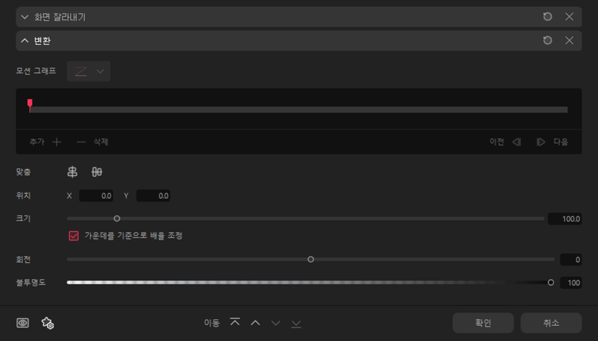 화면 잘라내기
변환
모션 그래프
추가 삭제 이전 다음
맞춤
위치 X 0.0 Y 0.0
크기 100.0
가운데를 기준으로 배율 조정
회전 0
불투명도 100
이동 확인 취소